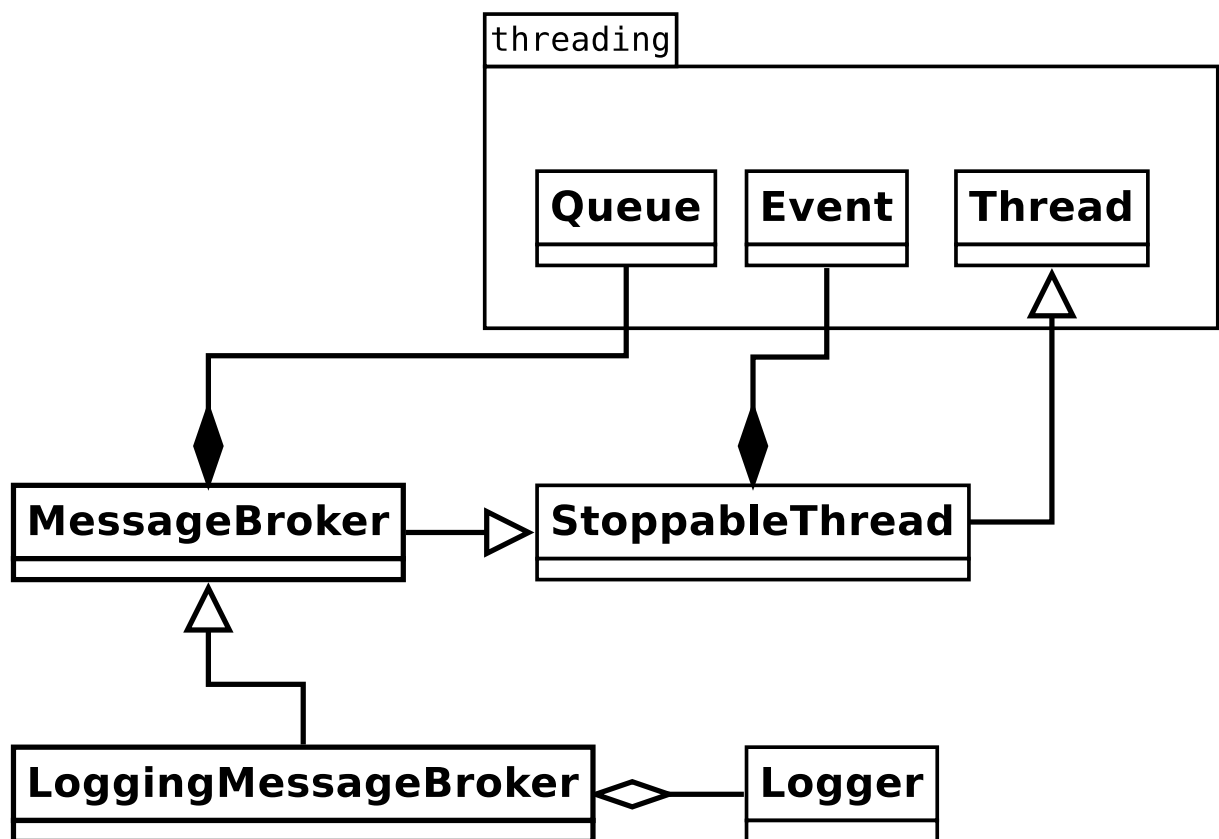 threading
Queue
Event
Thread
MessageBroker
StoppableThread
LoggingMessageBroker
Logger